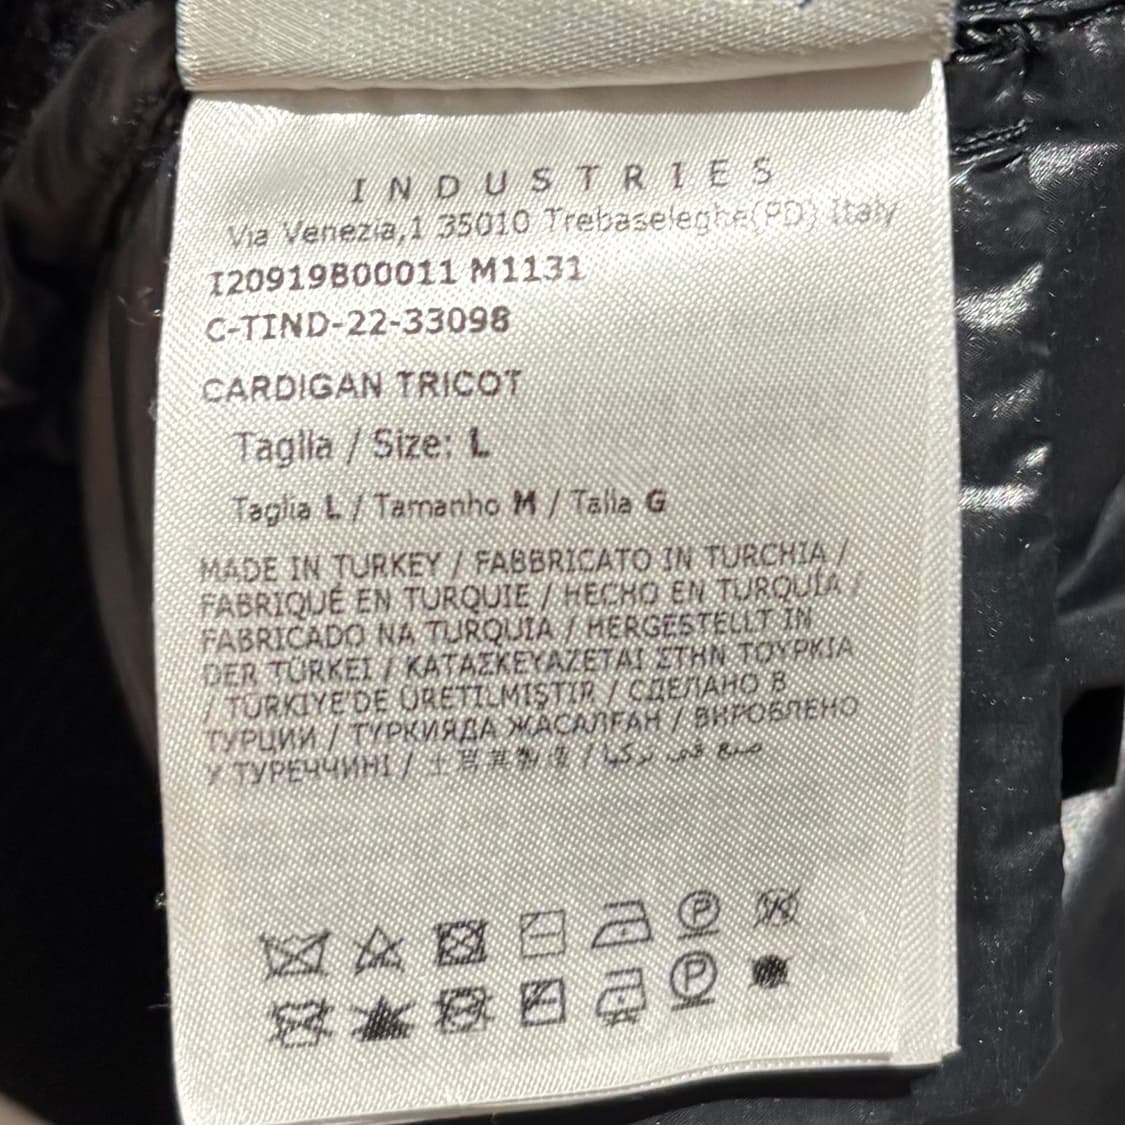 INDUSTRIES
Via Venezia,1 35010 Trebaseleghe(PD) Italy
I20919B00011 M1131
C-TIND-22-33098
CARDIGAN TRICOT
Taglia / Size: L
Taglia L / Tamanho M / Talla G
MADE IN TURKEY / FABBRICATO IN TURCHIA /
FABRIQUÉ EN TURQUIE / HECHO EN TURQUÍA /
FABRICADO NA TURQUIA / HERGESTELLT IN
DER TÜRKEI / ΚΑΤΑΣΚΕΥΑΖΕΤΑΙ ΣΤΗΝ ΤΟΥΡΚΙΑ
/ TÜRKIYE'DE ÜRETILMIŞTIR / СДЕЛАНО В
ТУРЦИИ / ТУРКИЯДА ЖАСАЛҒАН / ВИРОБЛЕНО
У ТУРЕЧЧИНІ / 土耳其製造 / صنع في تركيا
P W
P